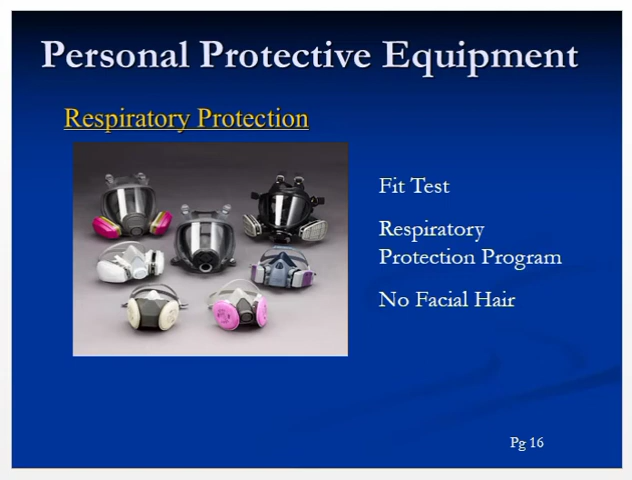 Personal Protective Equipment
Respiratory Protection
Fit Test
Respiratory
Protection Program
No Facial Hair
Pg 16